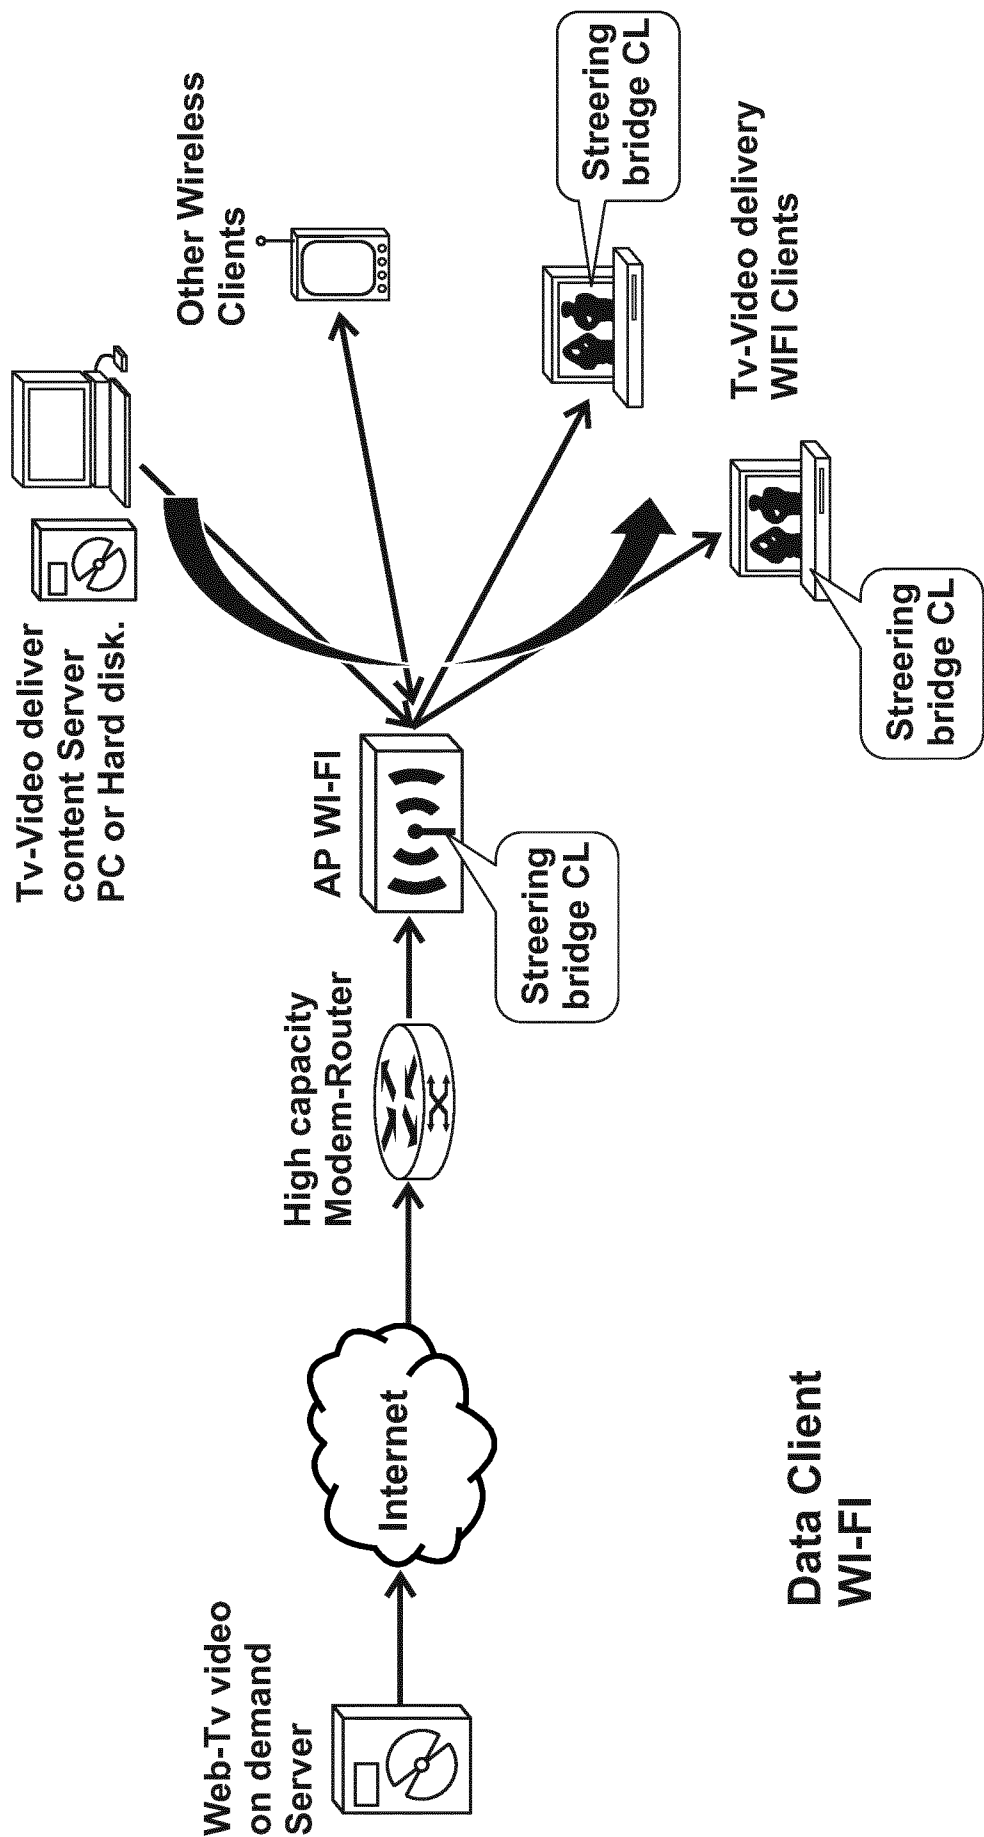 Web-Tv video
on demand
Server
Internet
High capacity
Modem-Router
AP WI-FI
Streering
bridge CL
Tv-Video deliver
content Server
PC or Hard disk.
Other Wireless
Clients
Streering
bridge CL
Tv-Video delivery
WIFI Clients
Streering
bridge CL
Data Client
WI-FI